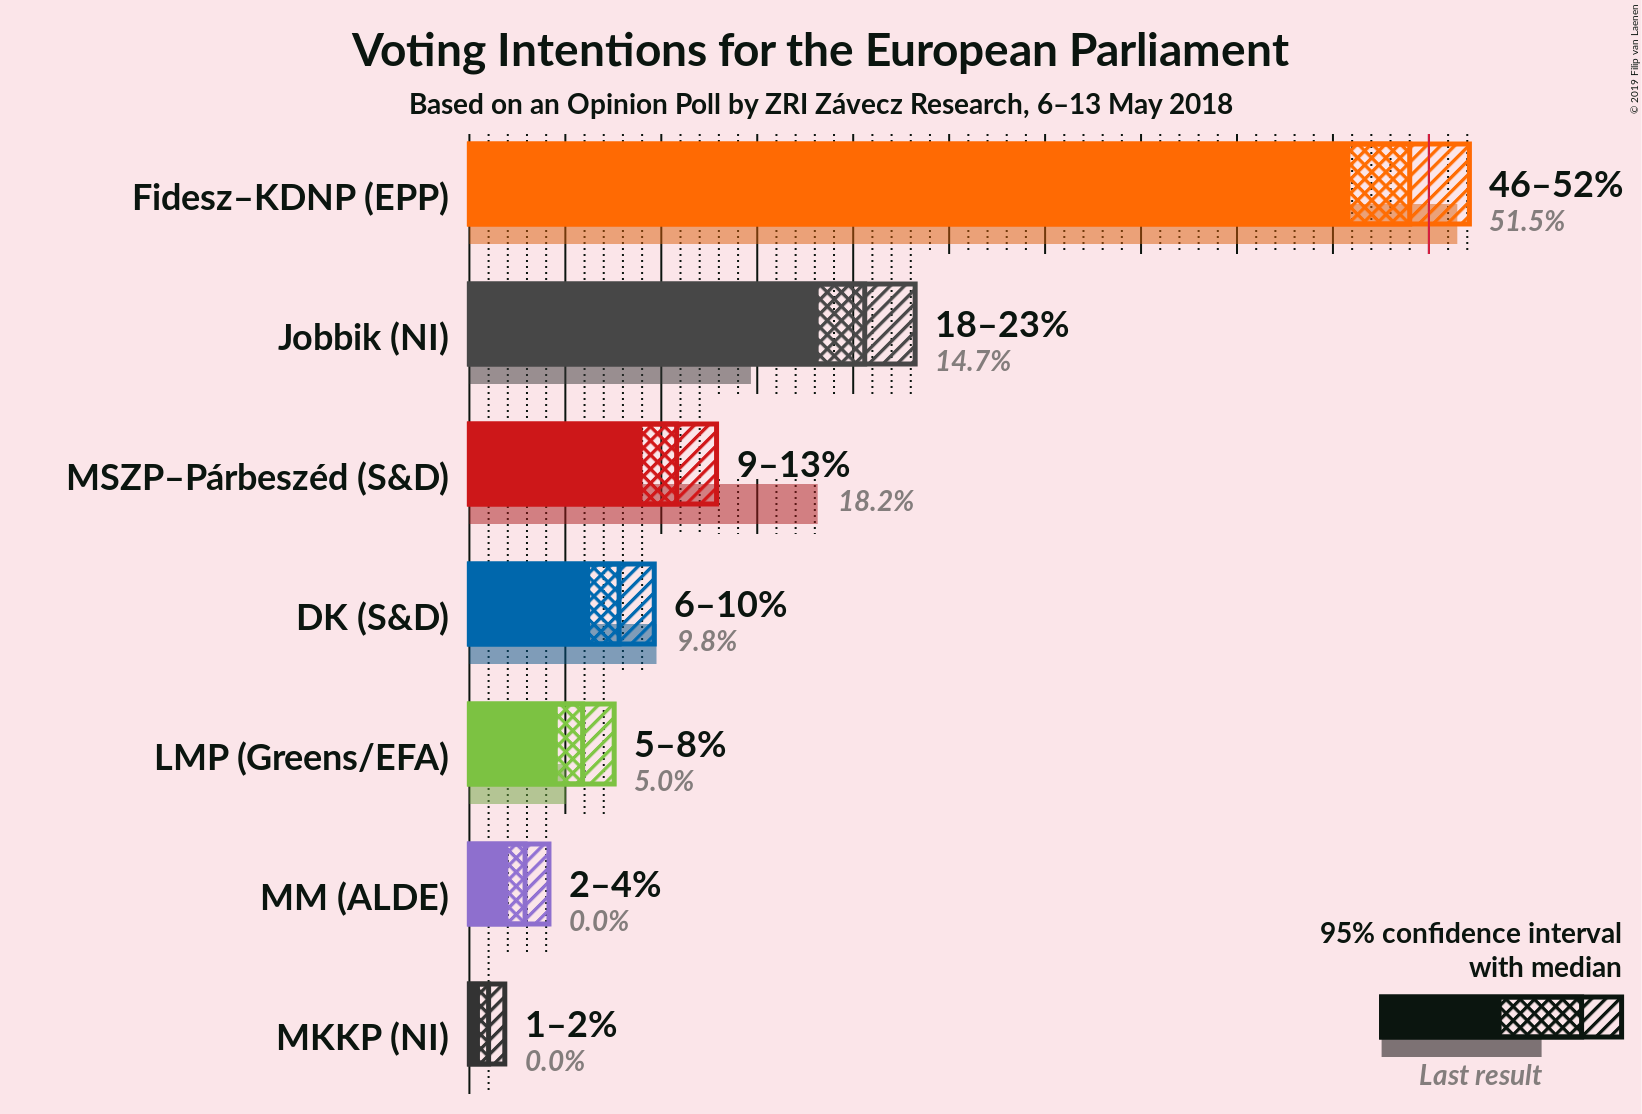 Voting Intentions for the European Parliament
Based on an Opinion Poll by ZRI Závecz Research, 6–13 May 2018
© 2019 Filip van Laenen
Fidesz–KDNP (EPP)
46–52%
51.5%
Jobbik (NI)
18–23%
14.7%
MSZP–Párbeszéd (S&D)
9–13%
18.2%
DK (S&D)
6–10%
9.8%
LMP (Greens/EFA)
5–8%
5.0%
MM (ALDE)
2–4%
0.0%
MKKP (NI)
1–2%
0.0%
95% confidence interval
with median
Last result